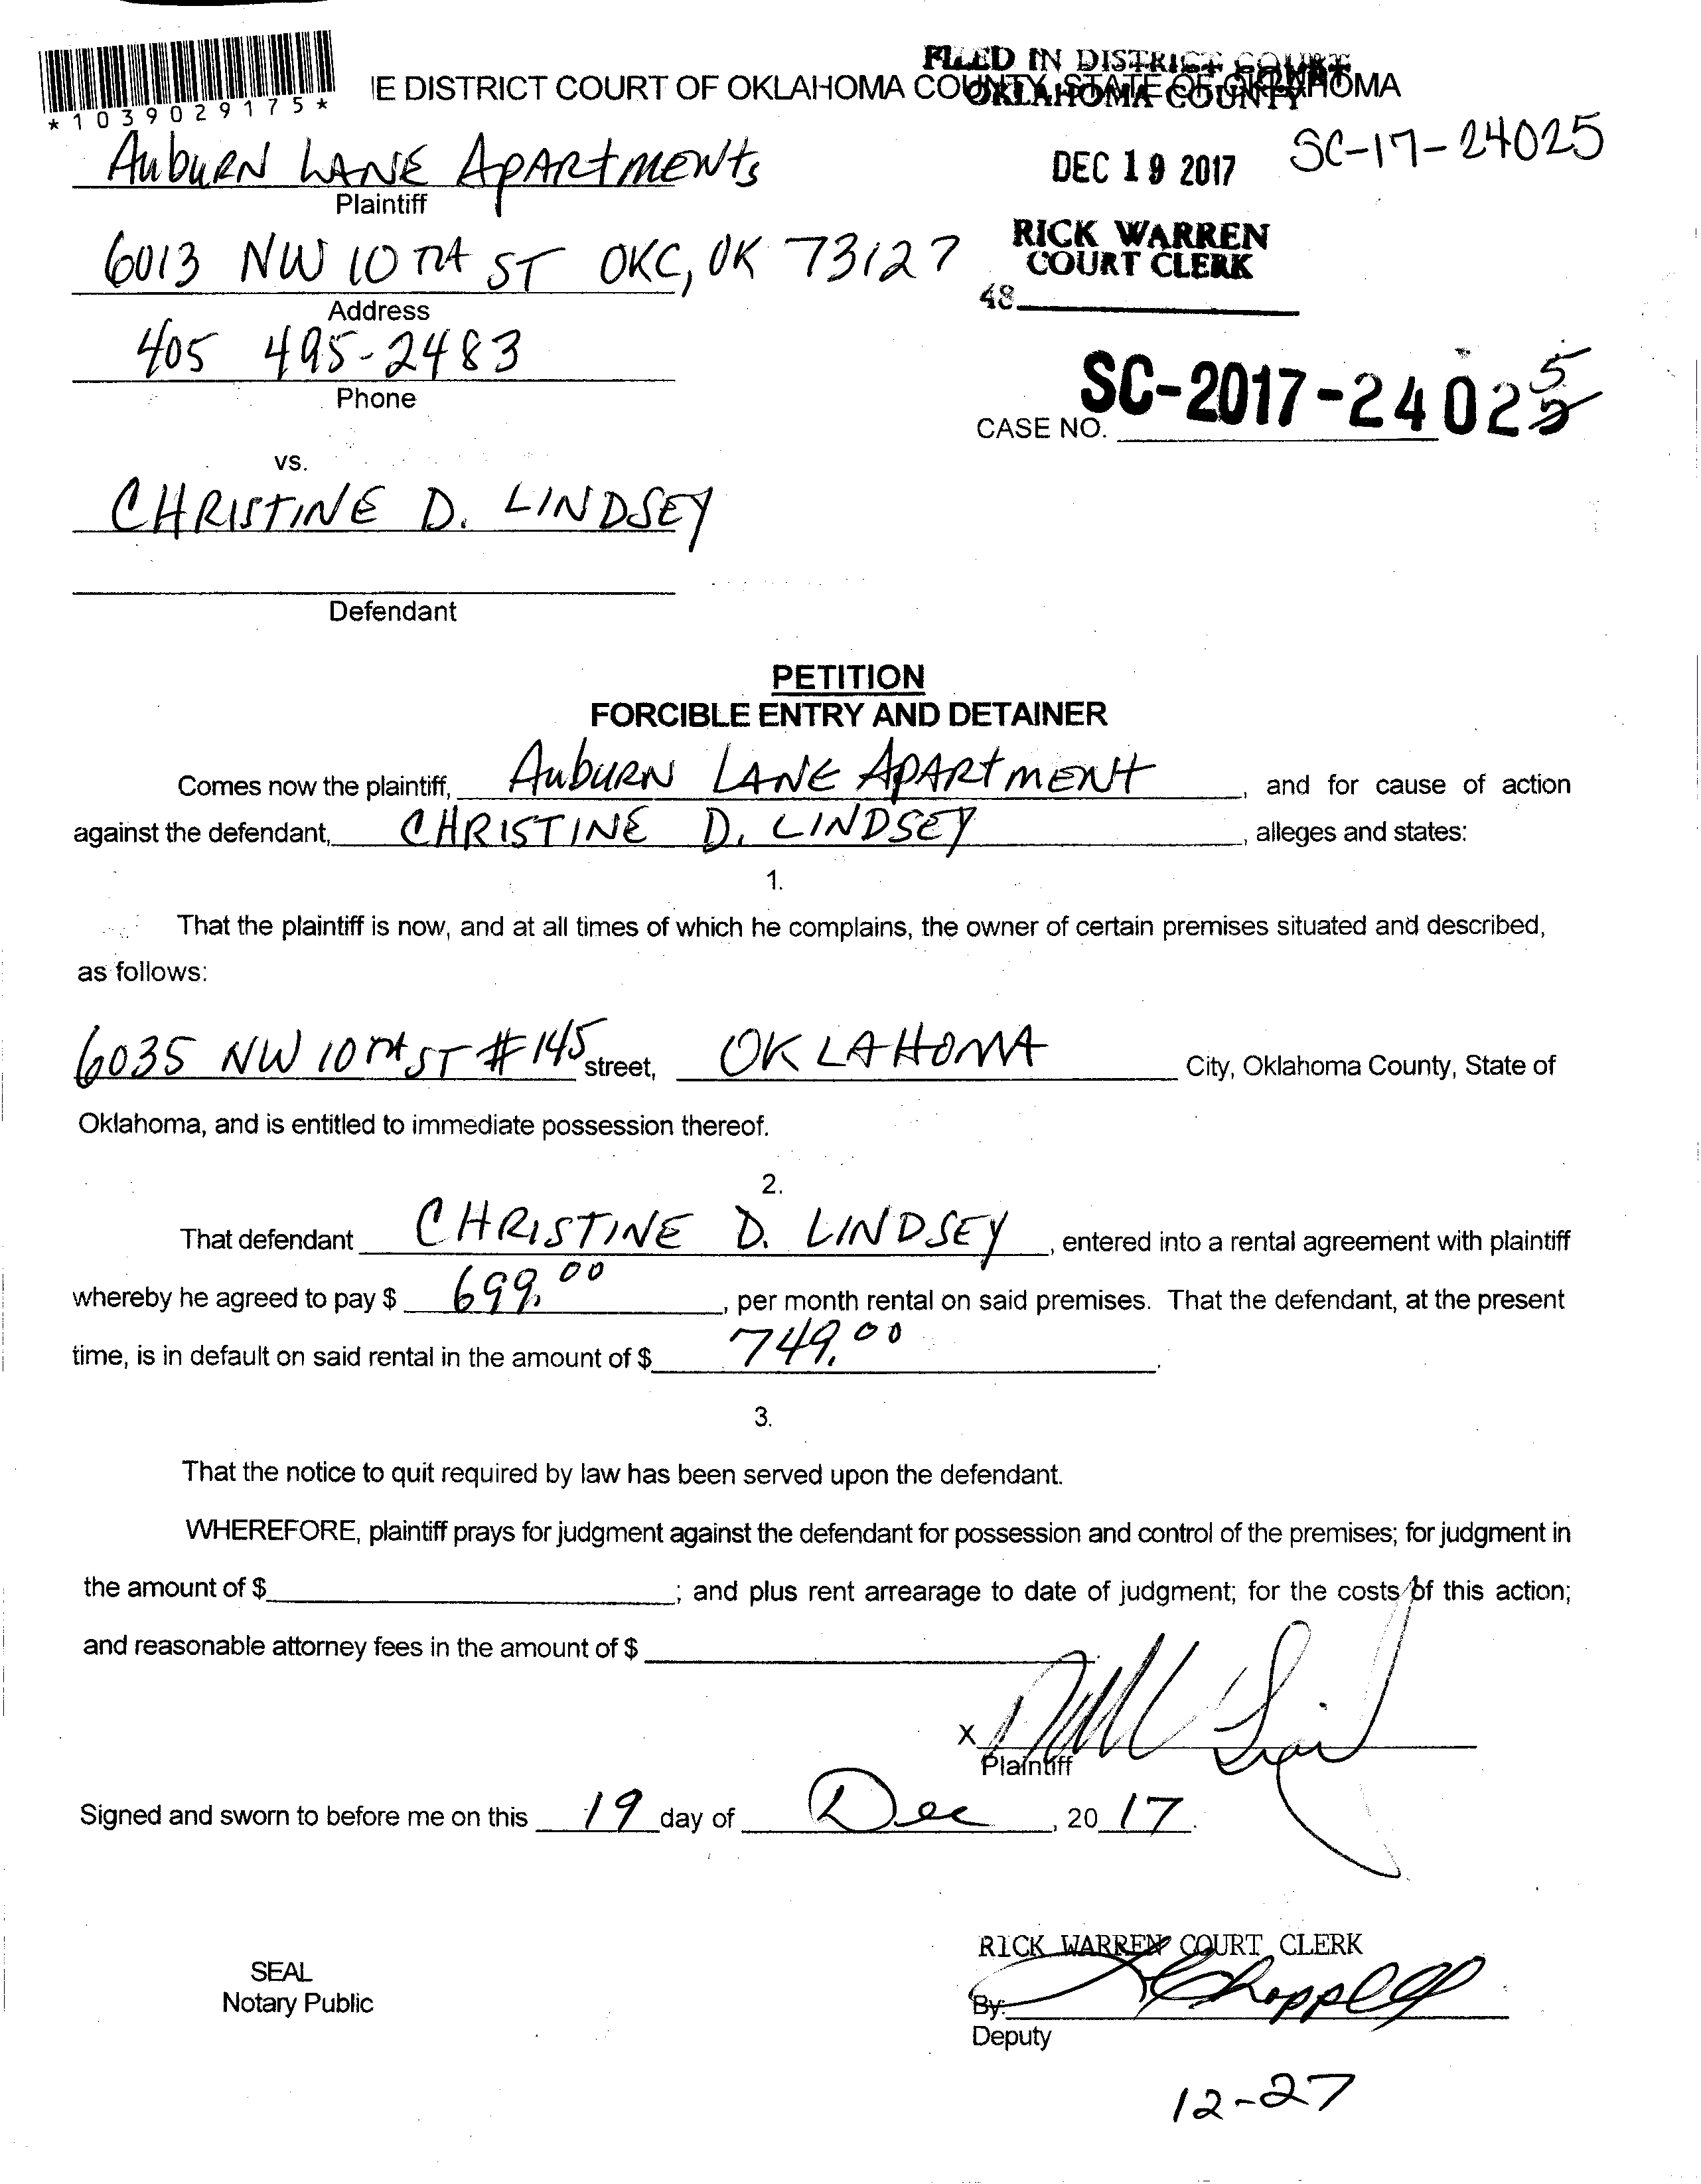 FILED IN DISTRICT COURT
OKLAHOMA COUNTY
IE DISTRICT COURT OF OKLAHOMA COUNTY, STATE OF OKLAHOMA
*1039029175*
AubuRN LANE APARtMENts
Plaintiff
DEC 19 2017
SC-17-24025
6013 NW 10TH ST OKC, OK 73127
Address
RICK WARREN
COURT CLERK
48
405 495-2483
Phone
CASE NO. SC-2017-24025
vs.
CHRISTINE D. LINDSEY
Defendant
PETITION
FORCIBLE ENTRY AND DETAINER
Comes now the plaintiff, AubuRN LANE APARtMENt, and for cause of action
against the defendant, CHRISTINE D. LINDSEY, alleges and states:
1.
That the plaintiff is now, and at all times of which he complains, the owner of certain premises situated and described,
as follows:
6035 NW 10TH ST #145 street, OKLAHOMA City, Oklahoma County, State of
Oklahoma, and is entitled to immediate possession thereof.
2.
That defendant CHRISTINE D. LINDSEY, entered into a rental agreement with plaintiff
whereby he agreed to pay $ 699.00, per month rental on said premises. That the defendant, at the present
time, is in default on said rental in the amount of $ 749.00.
3.
That the notice to quit required by law has been served upon the defendant.
WHEREFORE, plaintiff prays for judgment against the defendant for possession and control of the premises; for judgment in
the amount of $ ; and plus rent arrearage to date of judgment; for the costs of this action;
and reasonable attorney fees in the amount of $ .
X
Plaintiff
Signed and sworn to before me on this 19 day of Dec, 2017.
RICK WARREN COURT CLERK
SEAL
Notary Public
By:
Deputy
12-27